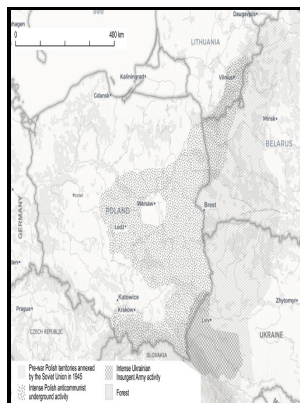 Daugavpils
0 400 km
LITHUANIA
Kaliningrad
Vilnius
Gdańsk
Minsk
BELARUS
GERMANY
Poznań
POLAND
Warsaw
Brest
Łódź
Katowice
Zhytomyr
Prague
Kraków
Lviv
UKRAINE
CZECH REPUBLIC
SLOVAKIA
Pre-war Polish territories annexed
by the Soviet Union in 1945
Intense Polish anticommunist
underground activity
Intense Ukrainian
Insurgent Army activity
Forest